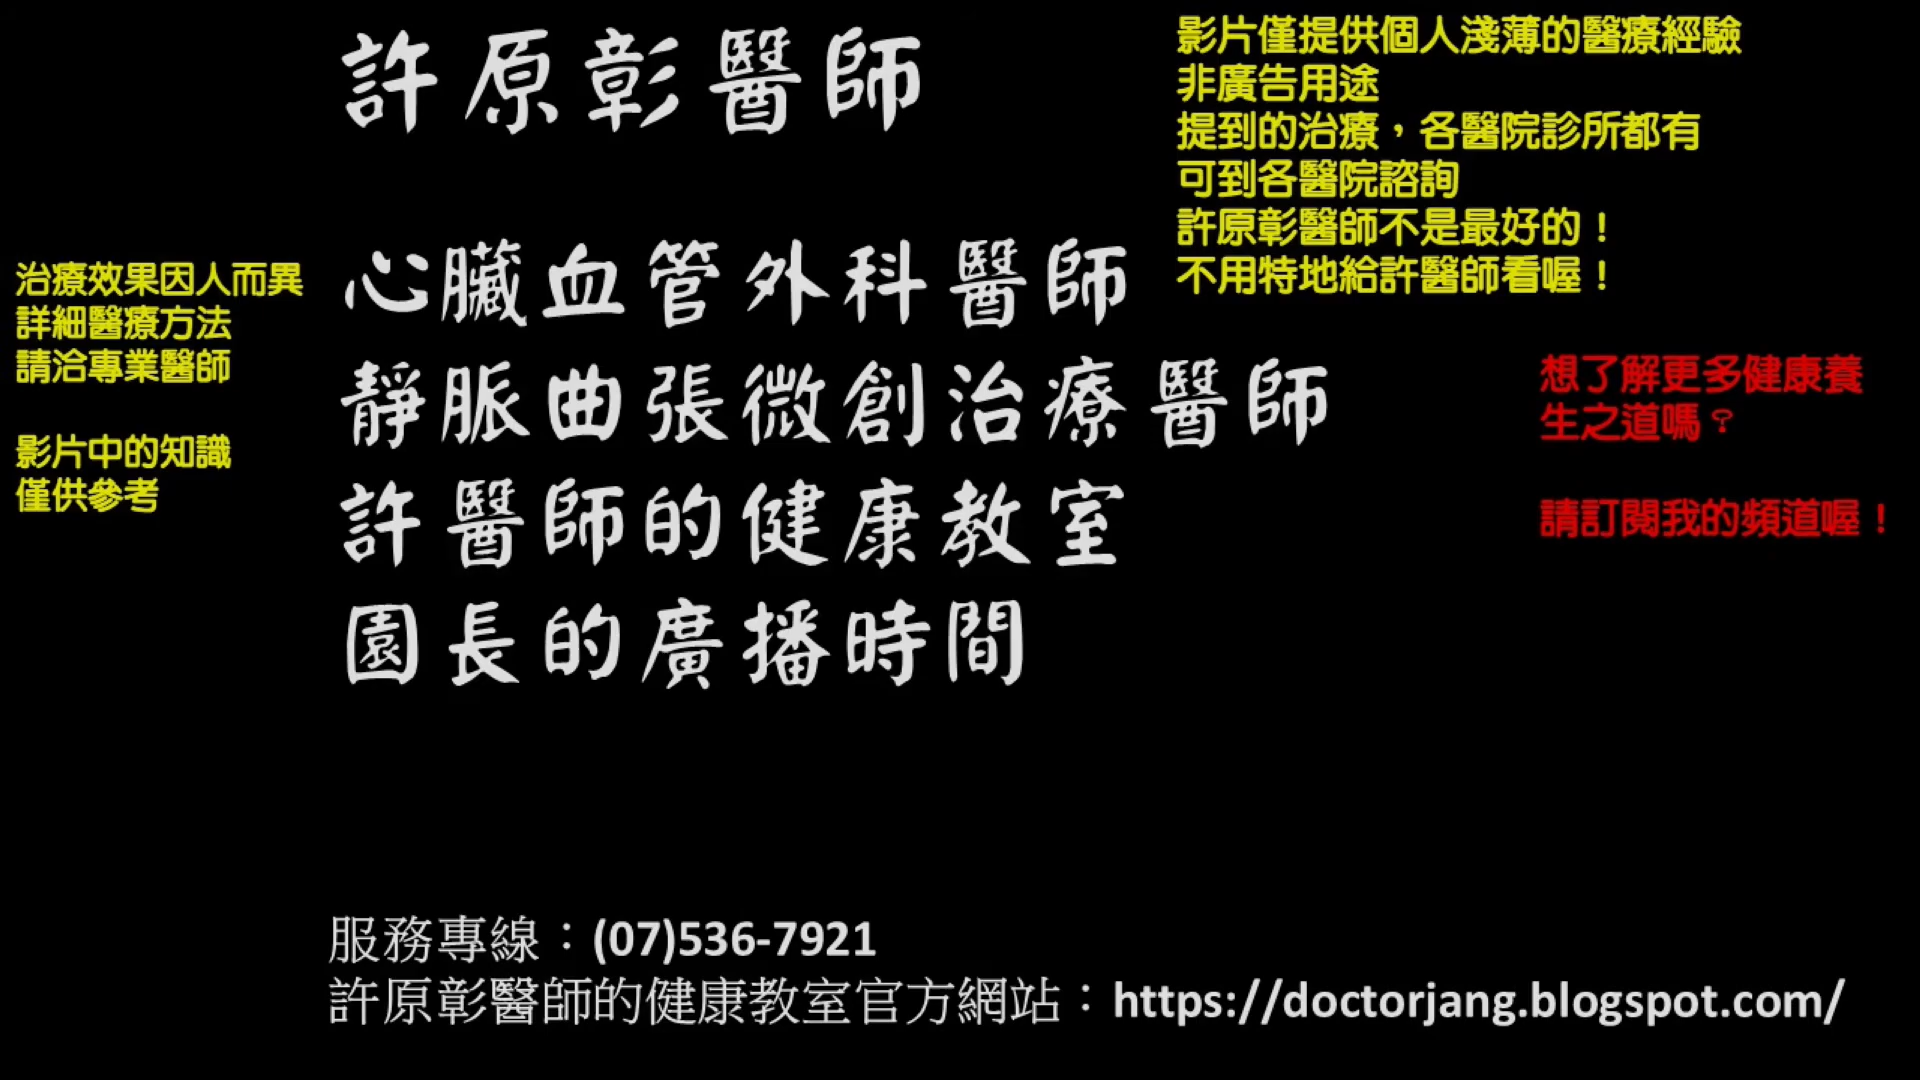 許原彰醫師
心臟血管外科醫師
靜脈曲張微創治療醫師
許醫師的健康教室
園長的廣播時間
影片僅提供個人淺薄的醫療經驗
非廣告用途
提到的治療，各醫院診所都有
可到各醫院諮詢
許原彰醫師不是最好的！
不用特地給許醫師看喔！
治療效果因人而異
詳細醫療方法
請洽專業醫師
影片中的知識
僅供參考
想了解更多健康養
生之道嗎？
請訂閱我的頻道喔！
服務專線：(07)536-7921
許原彰醫師的健康教室官方網站：https://doctorjang.blogspot.com/